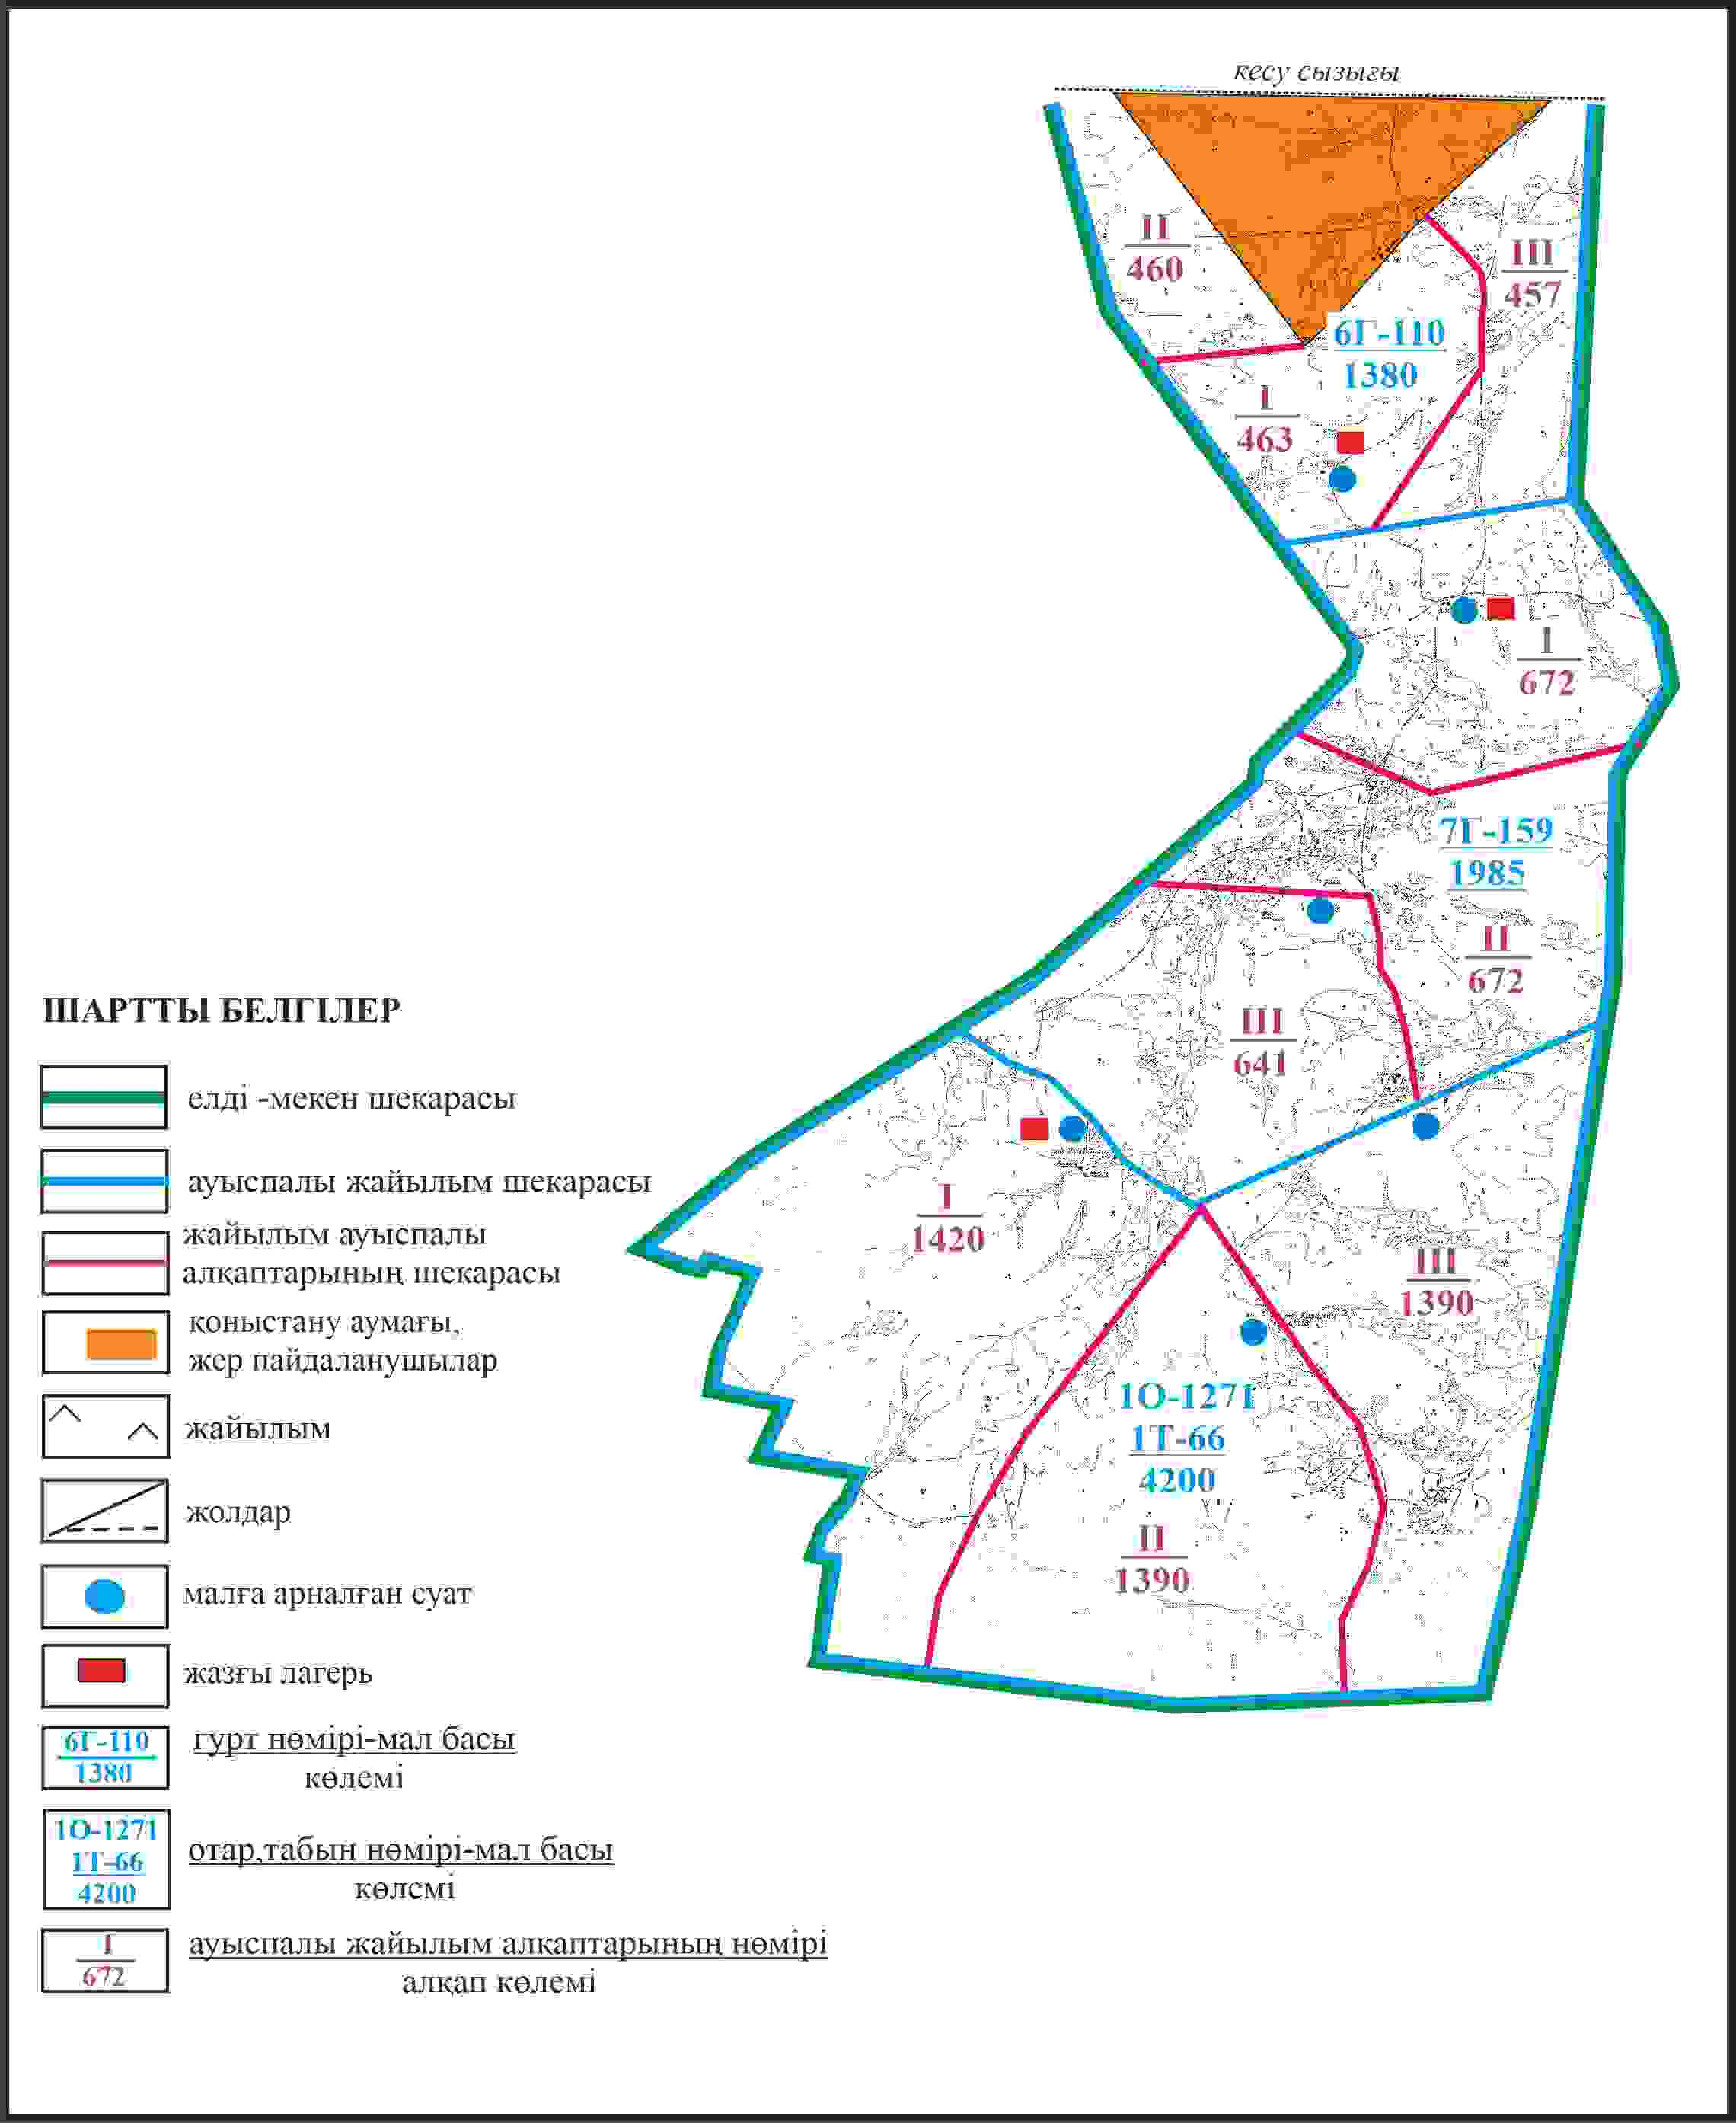 кесу сызығы
II
460
III
457
6Г-110
1380
I
463
I
672
7Г-159
1985
II
672
III
641
I
1420
III
1390
1О-1271
1Т-66
4200
II
1390
ШАРТТЫ БЕЛГІЛЕР
елді -мекен шекарасы
ауыспалы жайылым шекарасы
жайылым ауыспалы
алқаптарының шекарасы
қоныстану аумағы,
жер пайдаланушылар
жайылым
жолдар
малға арналған суат
жазғы лагерь
6Г-110
1380
гурт нөмірі-мал басы
көлемі
1О-1271
1Т-66
4200
отар,табын нөмірі-мал басы
көлемі
I
672
ауыспалы жайылым алқаптарының нөмірі
алқап көлемі